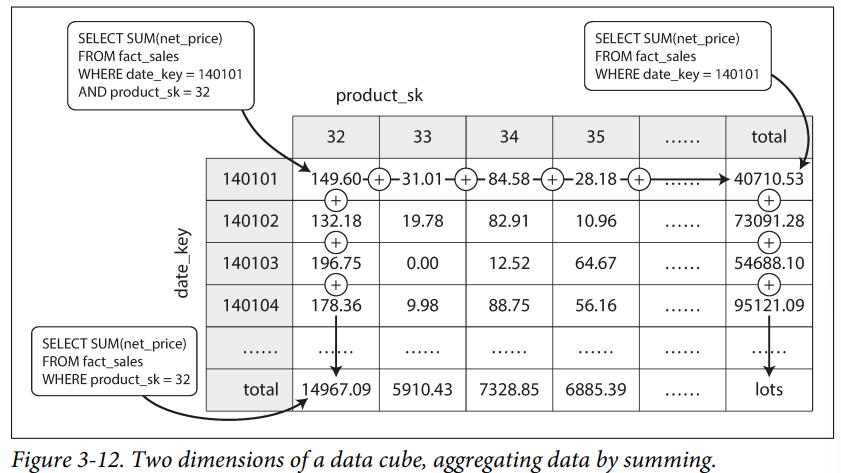 SELECT SUM(net_price)
FROM fact_sales
WHERE date_key = 140101
AND product_sk = 32
SELECT SUM(net_price)
FROM fact_sales
WHERE date_key = 140101
product_sk
32 33 34 35 ...... total
date_key
140101 149.60 + 31.01 + 84.58 + 28.18 + ...... 40710.53
+ +
140102 132.18 19.78 82.91 10.96 ...... 73091.28
+ +
140103 196.75 0.00 12.52 64.67 ...... 54688.10
+ +
140104 178.36 9.98 88.75 56.16 ...... 95121.09
...... ...... ...... ...... ...... ...... ......
total 14967.09 5910.43 7328.85 6885.39 ...... lots
SELECT SUM(net_price)
FROM fact_sales
WHERE product_sk = 32
Figure 3-12. Two dimensions of a data cube, aggregating data by summing.